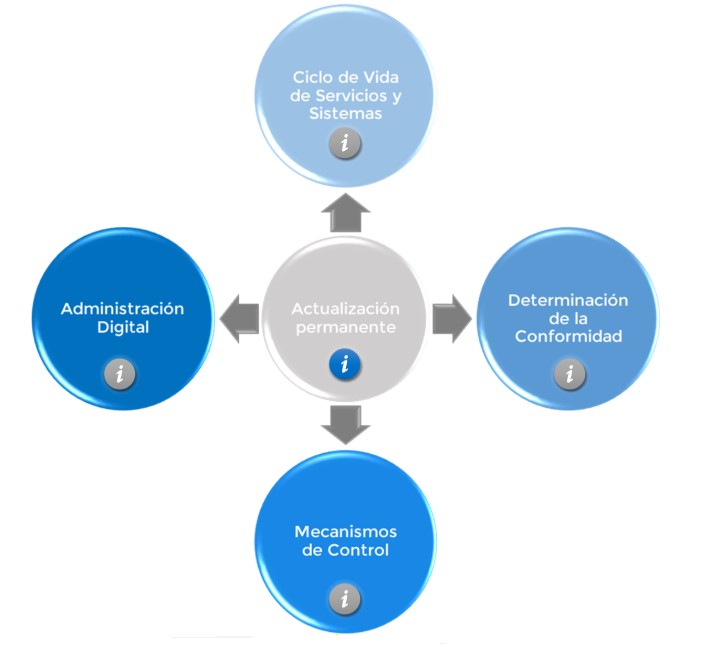 Ciclo de Vida
de Servicios y
Sistemas
i
Administración
Digital
i
Actualización
permanente
i
Determinación
de la
Conformidad
i
Mecanismos
de Control
i